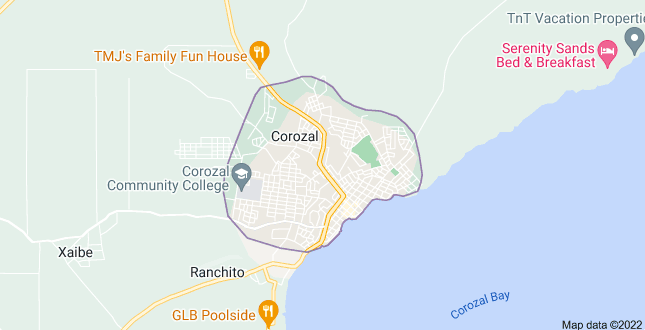 TnT Vacation Properties
Serenity Sands
Bed & Breakfast
TMJ's Family Fun House
Corozal
Corozal
Community College
Xaibe
Ranchito
GLB Poolside
Corozal Bay
Map data ©2022